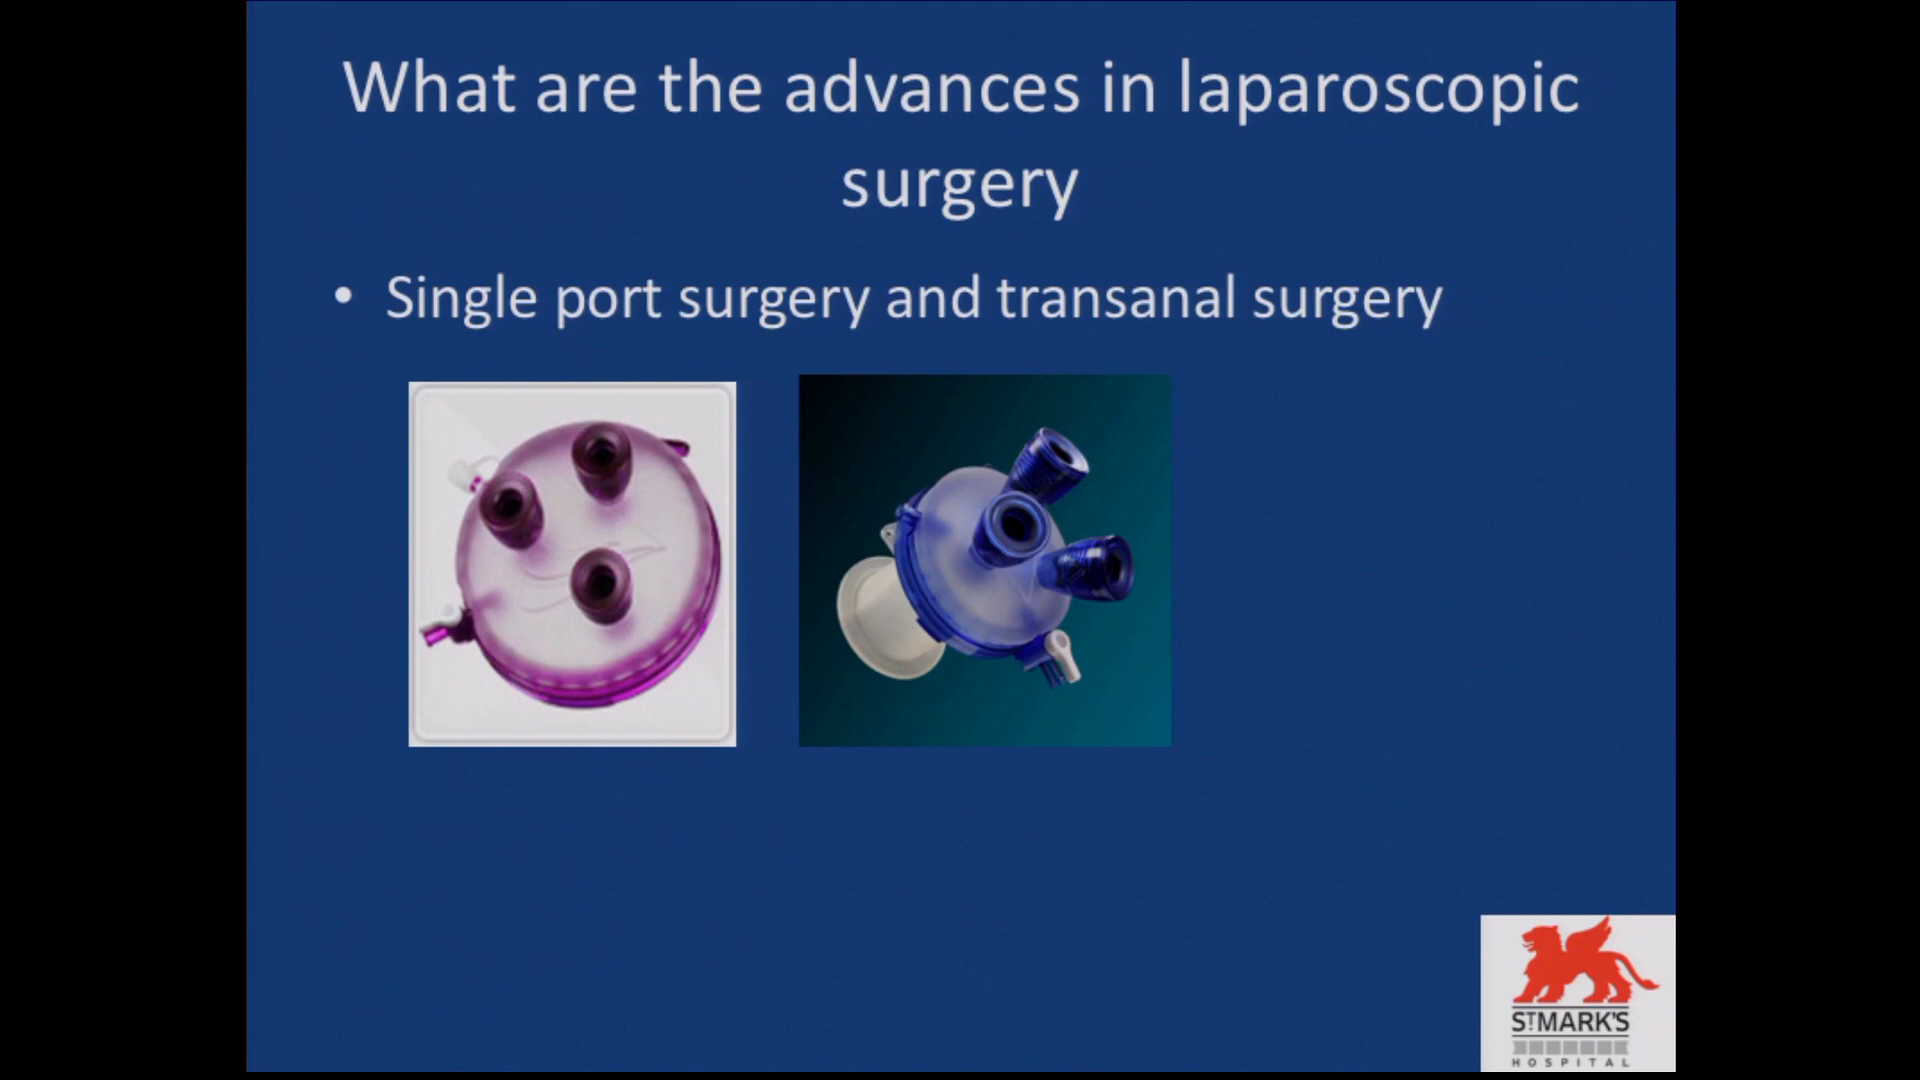 What are the advances in laparoscopic
surgery
• Single port surgery and transanal surgery
ST MARK'S
HOSPITAL